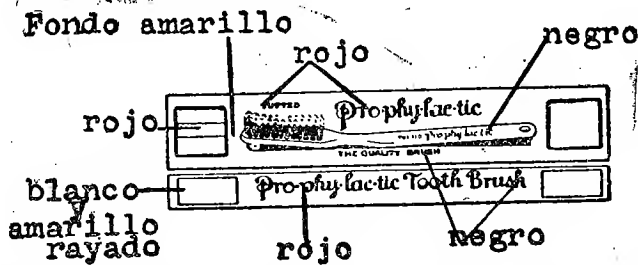 Fondo amarillo
rojo
negro
TUFTED
Pro-phy-lac-tic
rojo
THE QUALITY BRUSH
blanco
y
amarillo
rayado
Pro-phy-lac-tic Tooth Brush
rojo
negro